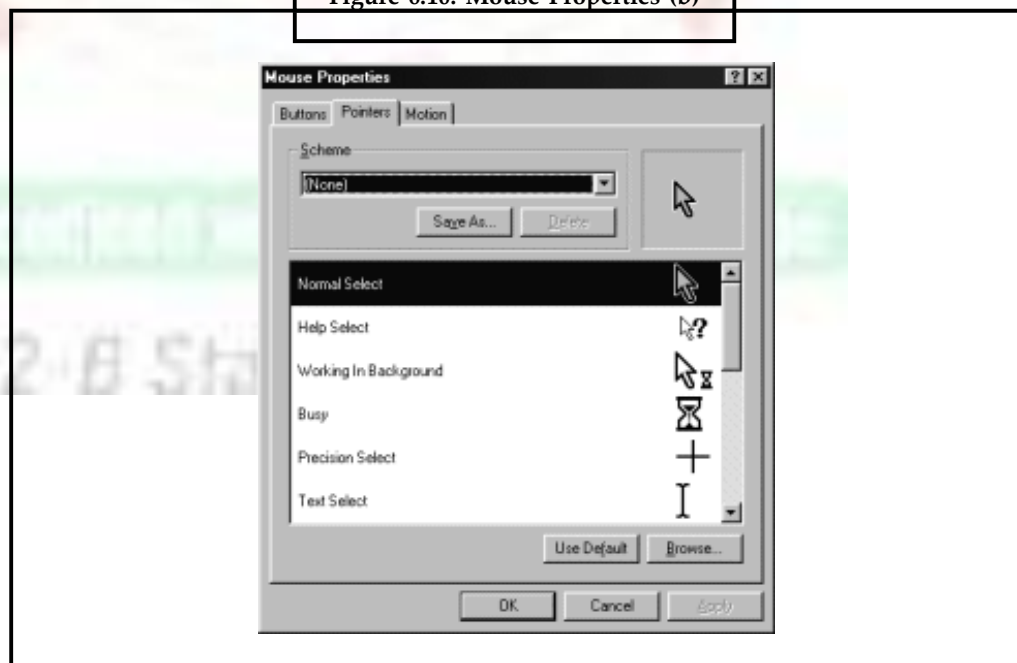 Figure 6.10: Mouse Properties (b)
Mouse Properties
Buttons Pointers Motion
Scheme
(None)
Save As... Delete
Normal Select
Help Select
Working In Background
Busy
Precision Select
Text Select
Use Default Browse...
OK Cancel Apply